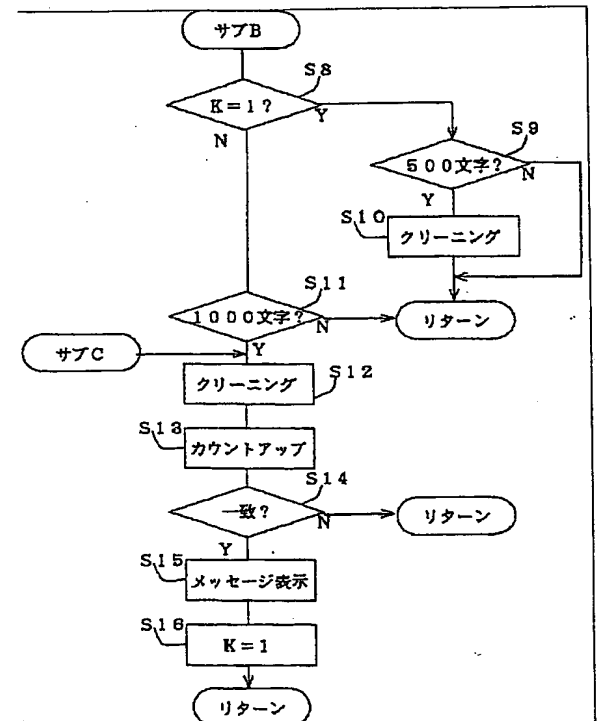 サブB
S8
K=1?
Y
N
S9
500文字?
N
Y
S10
クリーニング
S11
1000文字?
N
リターン
Y
サブC
クリーニング
S12
S13
カウントアップ
S14
一致?
N
リターン
Y
S15
メッセージ表示
S16
K=1
リターン